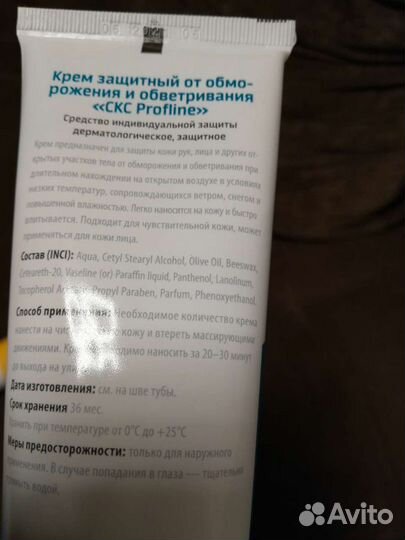 Крем защитный от обмо-
рожения и обветривания
«СКС Profline»
Средство индивидуальной защиты
дерматологическое, защитное
Крем предназначен для защиты кожи рук, лица и других от-
крытых участков тела от обморожения и обветривания при
длительном нахождении на открытом воздухе в условиях
низких температур, сопровождающихся ветром, снегом и
повышенной влажностью. Легко наносится на кожу и быстро
впитывается. Подходит для чувствительной кожи, может
применяться для кожи лица.
Состав (INCI): Aqua, Cetyl Stearyl Alcohol, Olive Oil, Beeswax,
Ceteareth-20, Vaseline (or) Paraffin liquid, Panthenol, Lanolinum,
Tocopherol Propyl Paraben, Parfum, Phenoxyethanol.
Способ применения: Необходимое количество крема
нанести на кожу и втереть массирующими
движениями. наносить за 20–30 минут
до выхода на
Дата изготовления: см. на шве тубы.
Срок хранения 36 мес.
Хранить при температуре от 0°C до +25°C
Меры предосторожности: только для наружного
применения. В случае попадания в глаза — тщательно
промыть водой.
Avito